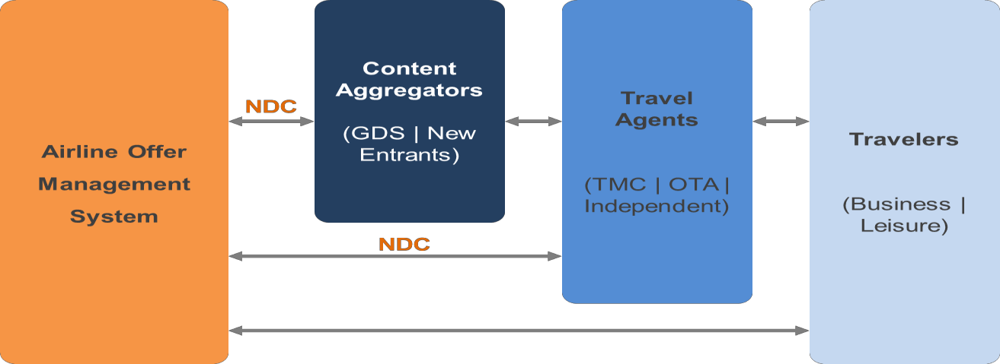 Airline Offer
Management
System
NDC
Content
Aggregators
(GDS | New
Entrants)
NDC
Travel
Agents
(TMC | OTA |
Independent)
Travelers
(Business |
Leisure)